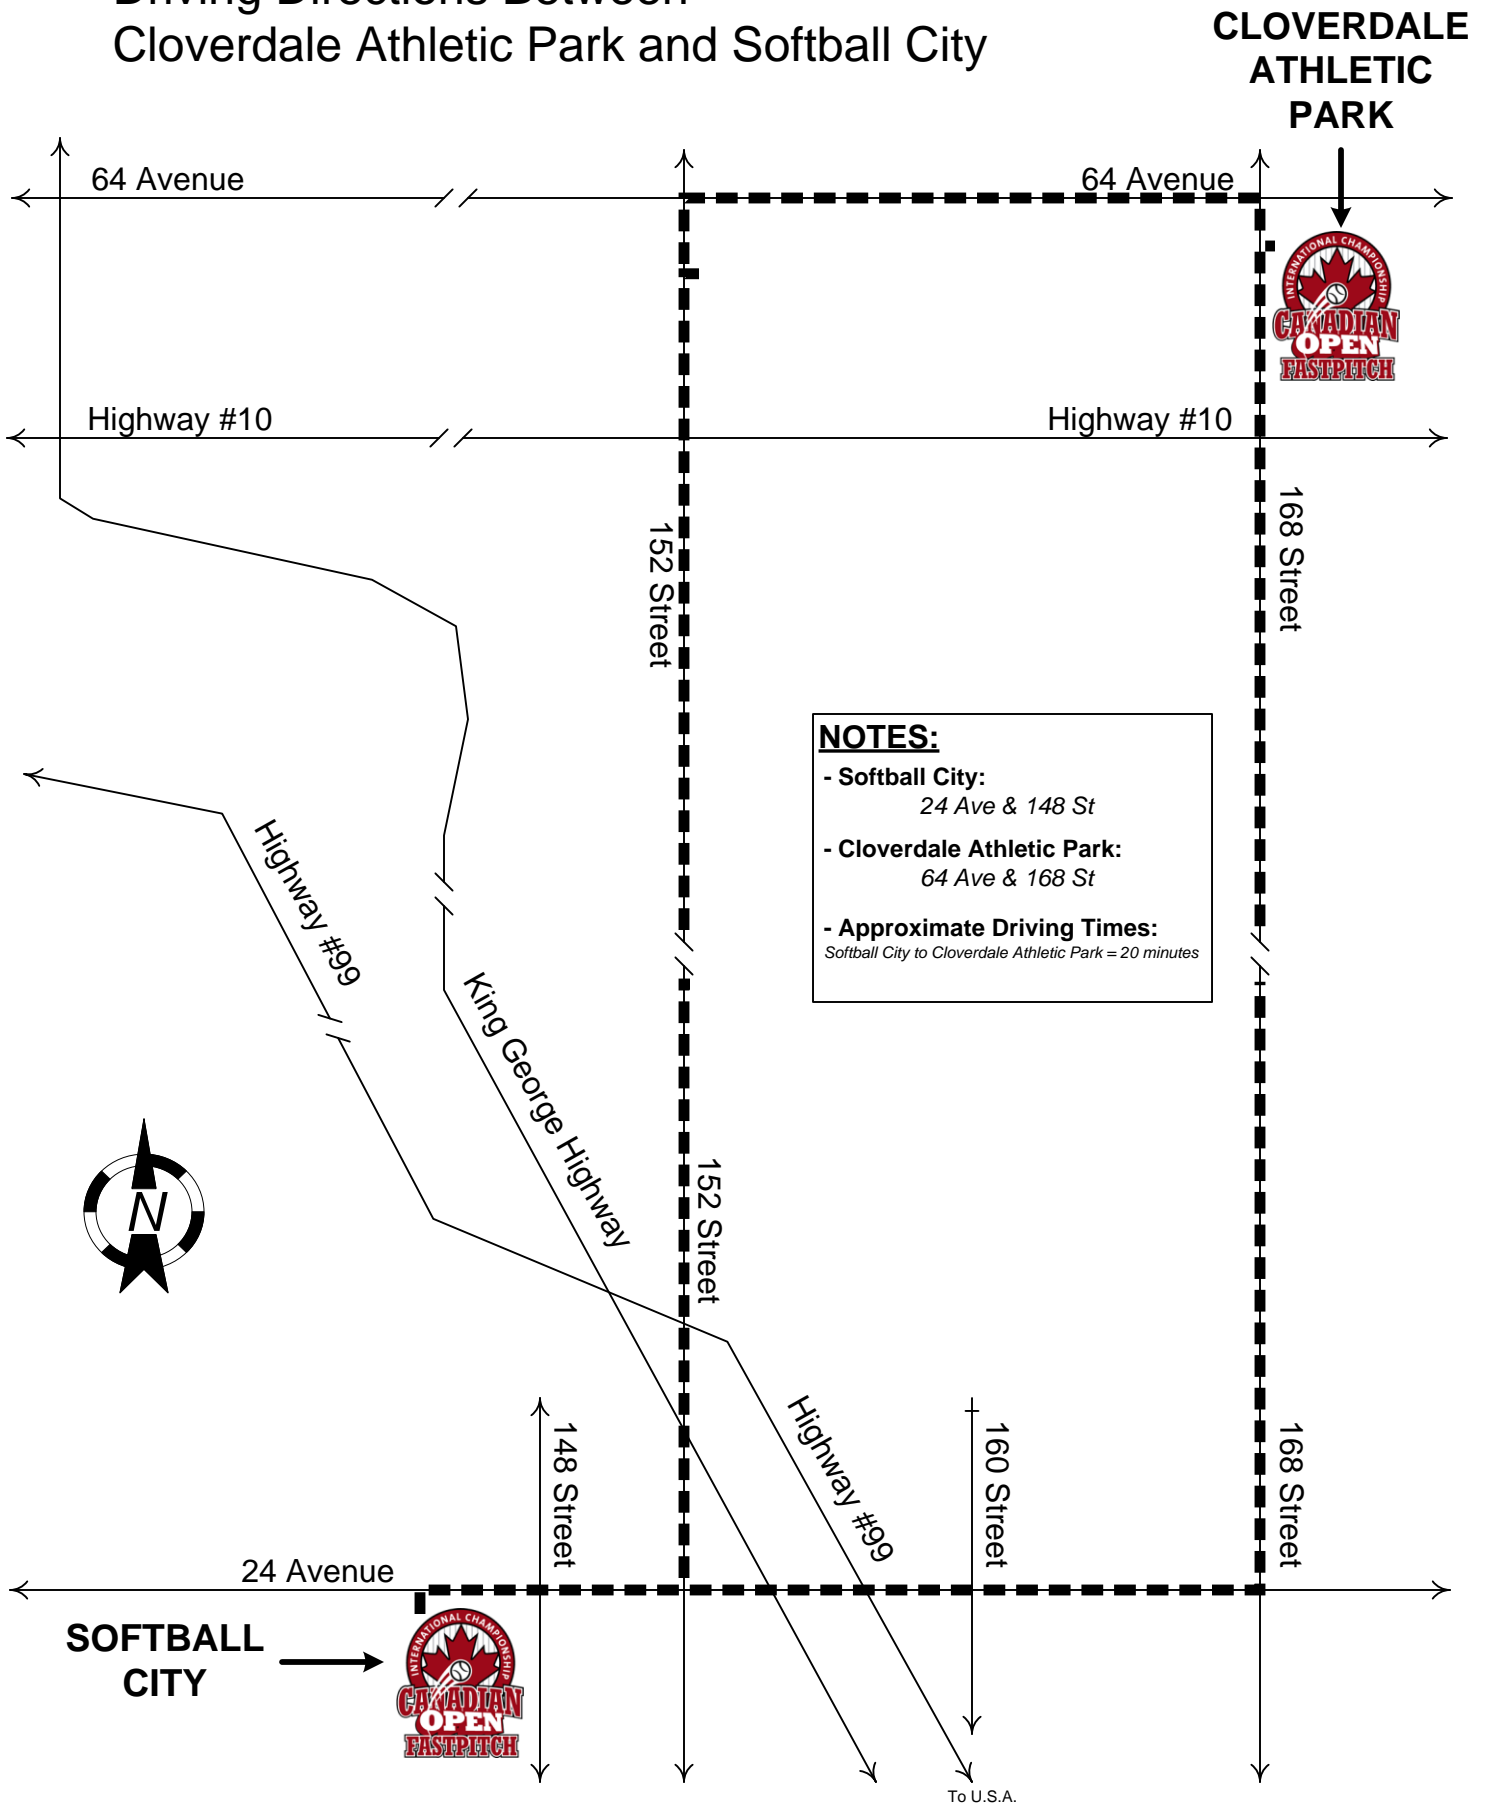 Driving Directions Between
Cloverdale Athletic Park and Softball City
CLOVERDALE
ATHLETIC
PARK
64 Avenue
64 Avenue
INTERNATIONAL CHAMPIONSHIP
CANADIAN
OPEN
FASTPITCH
Highway #10
Highway #10
152 Street
168 Street
NOTES:
- Softball City:
24 Ave & 148 St
- Cloverdale Athletic Park:
64 Ave & 168 St
- Approximate Driving Times:
Softball City to Cloverdale Athletic Park = 20 minutes
Highway #99
King George Highway
N
152 Street
148 Street
Highway #99
160 Street
168 Street
24 Avenue
SOFTBALL
CITY
INTERNATIONAL CHAMPIONSHIP
CANADIAN
OPEN
FASTPITCH
To U.S.A.